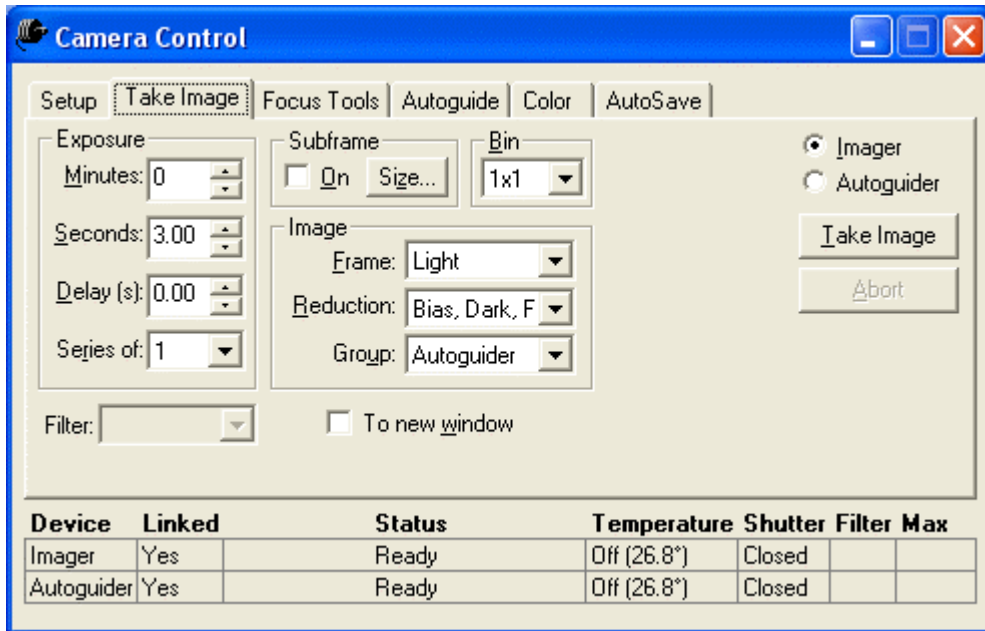 Camera Control
Setup Take Image Focus Tools Autoguide Color AutoSave
Exposure
Minutes: 0
Seconds: 3.00
Delay (s): 0.00
Series of: 1
Filter:
Subframe
On Size...
Bin
1x1
Image
Frame: Light
Reduction: Bias, Dark, F
Group: Autoguider
To new window
Imager
Autoguider
Take Image
Abort
Device Linked Status Temperature Shutter Filter Max
Imager Yes Ready Off (26.8°) Closed
Autoguider Yes Ready Off (26.8°) Closed